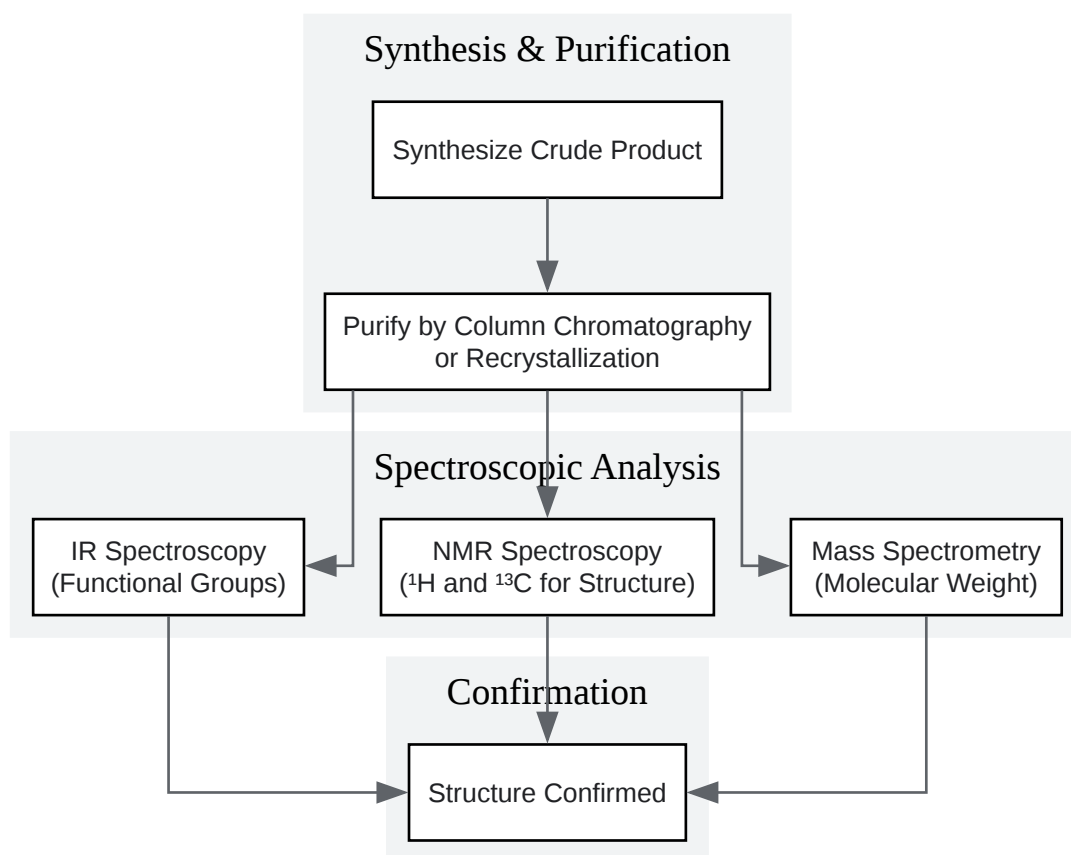 Synthesis & Purification
Synthesize Crude Product
Purify by Column Chromatography
or Recrystallization
Spectroscopic Analysis
IR Spectroscopy
(Functional Groups)
NMR Spectroscopy
(¹H and ¹³C for Structure)
Mass Spectrometry
(Molecular Weight)
Confirmation
Structure Confirmed